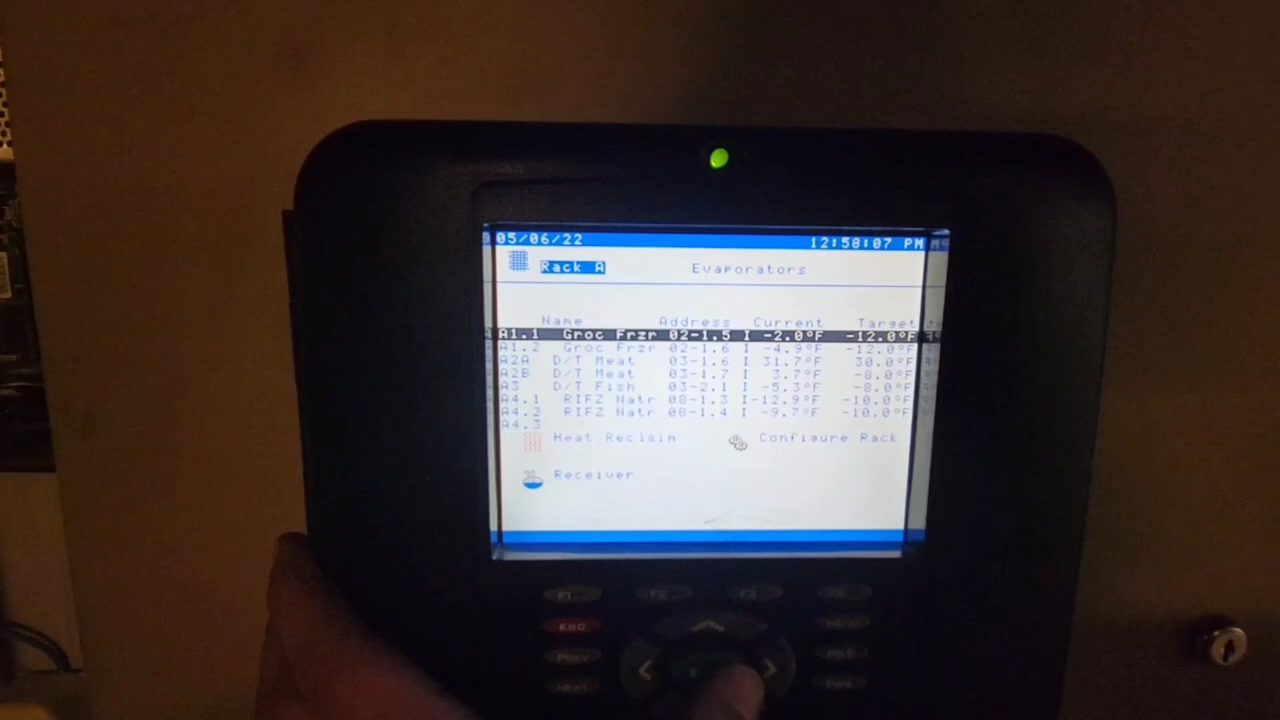 05/06/22 12:58:07 PM
Rack A Evaporators
Name Address Current Target
A1.1 Groc Frzr 02-1.5 I -2.0°F -12.0°F
A1.2 Groc Frzr 02-1.6 I -4.9°F -12.0°F
A2A D/T Meat 03-1.6 I 31.7°F 30.0°F
A2B D/T Meat 03-1.7 I 3.7°F -8.0°F
A3 D/T Fish 03-2.1 I -5.3°F -8.0°F
A4.1 RIFZ Natr 08-1.3 I-12.9°F -10.0°F
A4.2 RIFZ Natr 08-1.4 I -9.7°F -10.0°F
A4.3
Heat Reclaim Configure Rack
Receiver
F1
ESC
PREV
NEXT